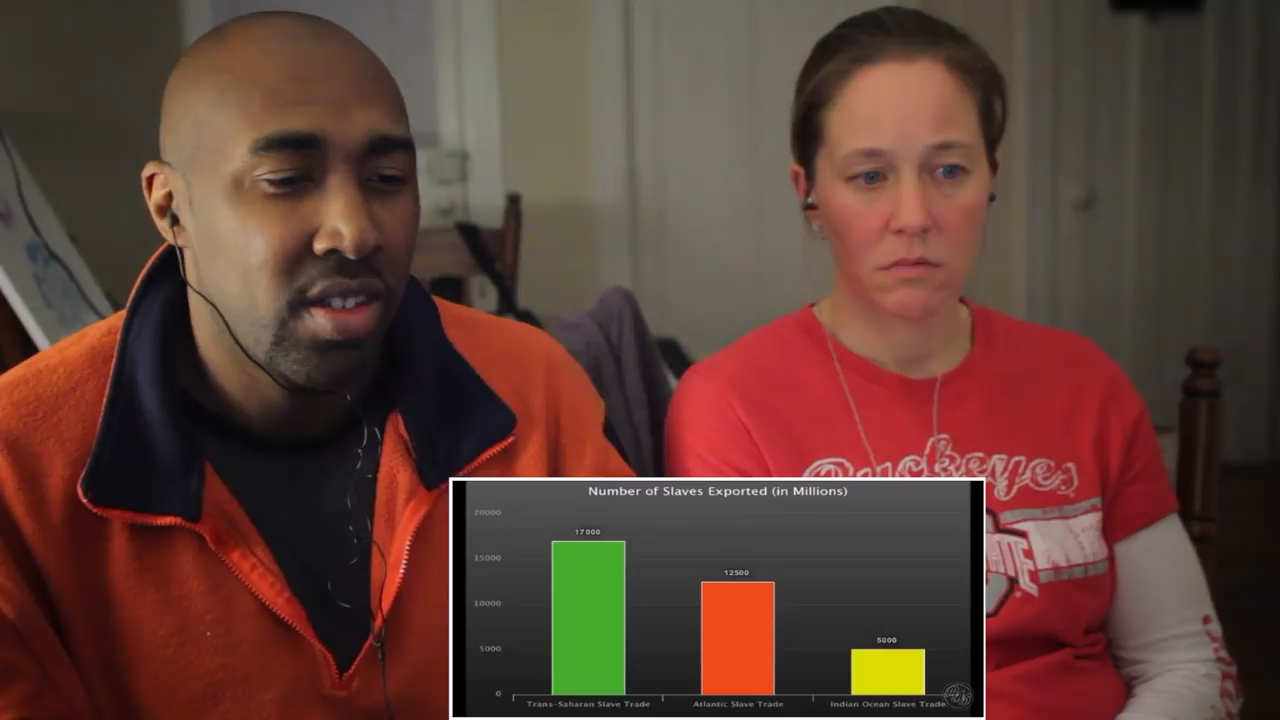 Buckeyes
Number of Slaves Exported (in Millions)
20000
17000
15000
12500
10000
5000
5000
0
Trans-Saharan Slave Trade
Atlantic Slave Trade
Indian Ocean Slave Trade